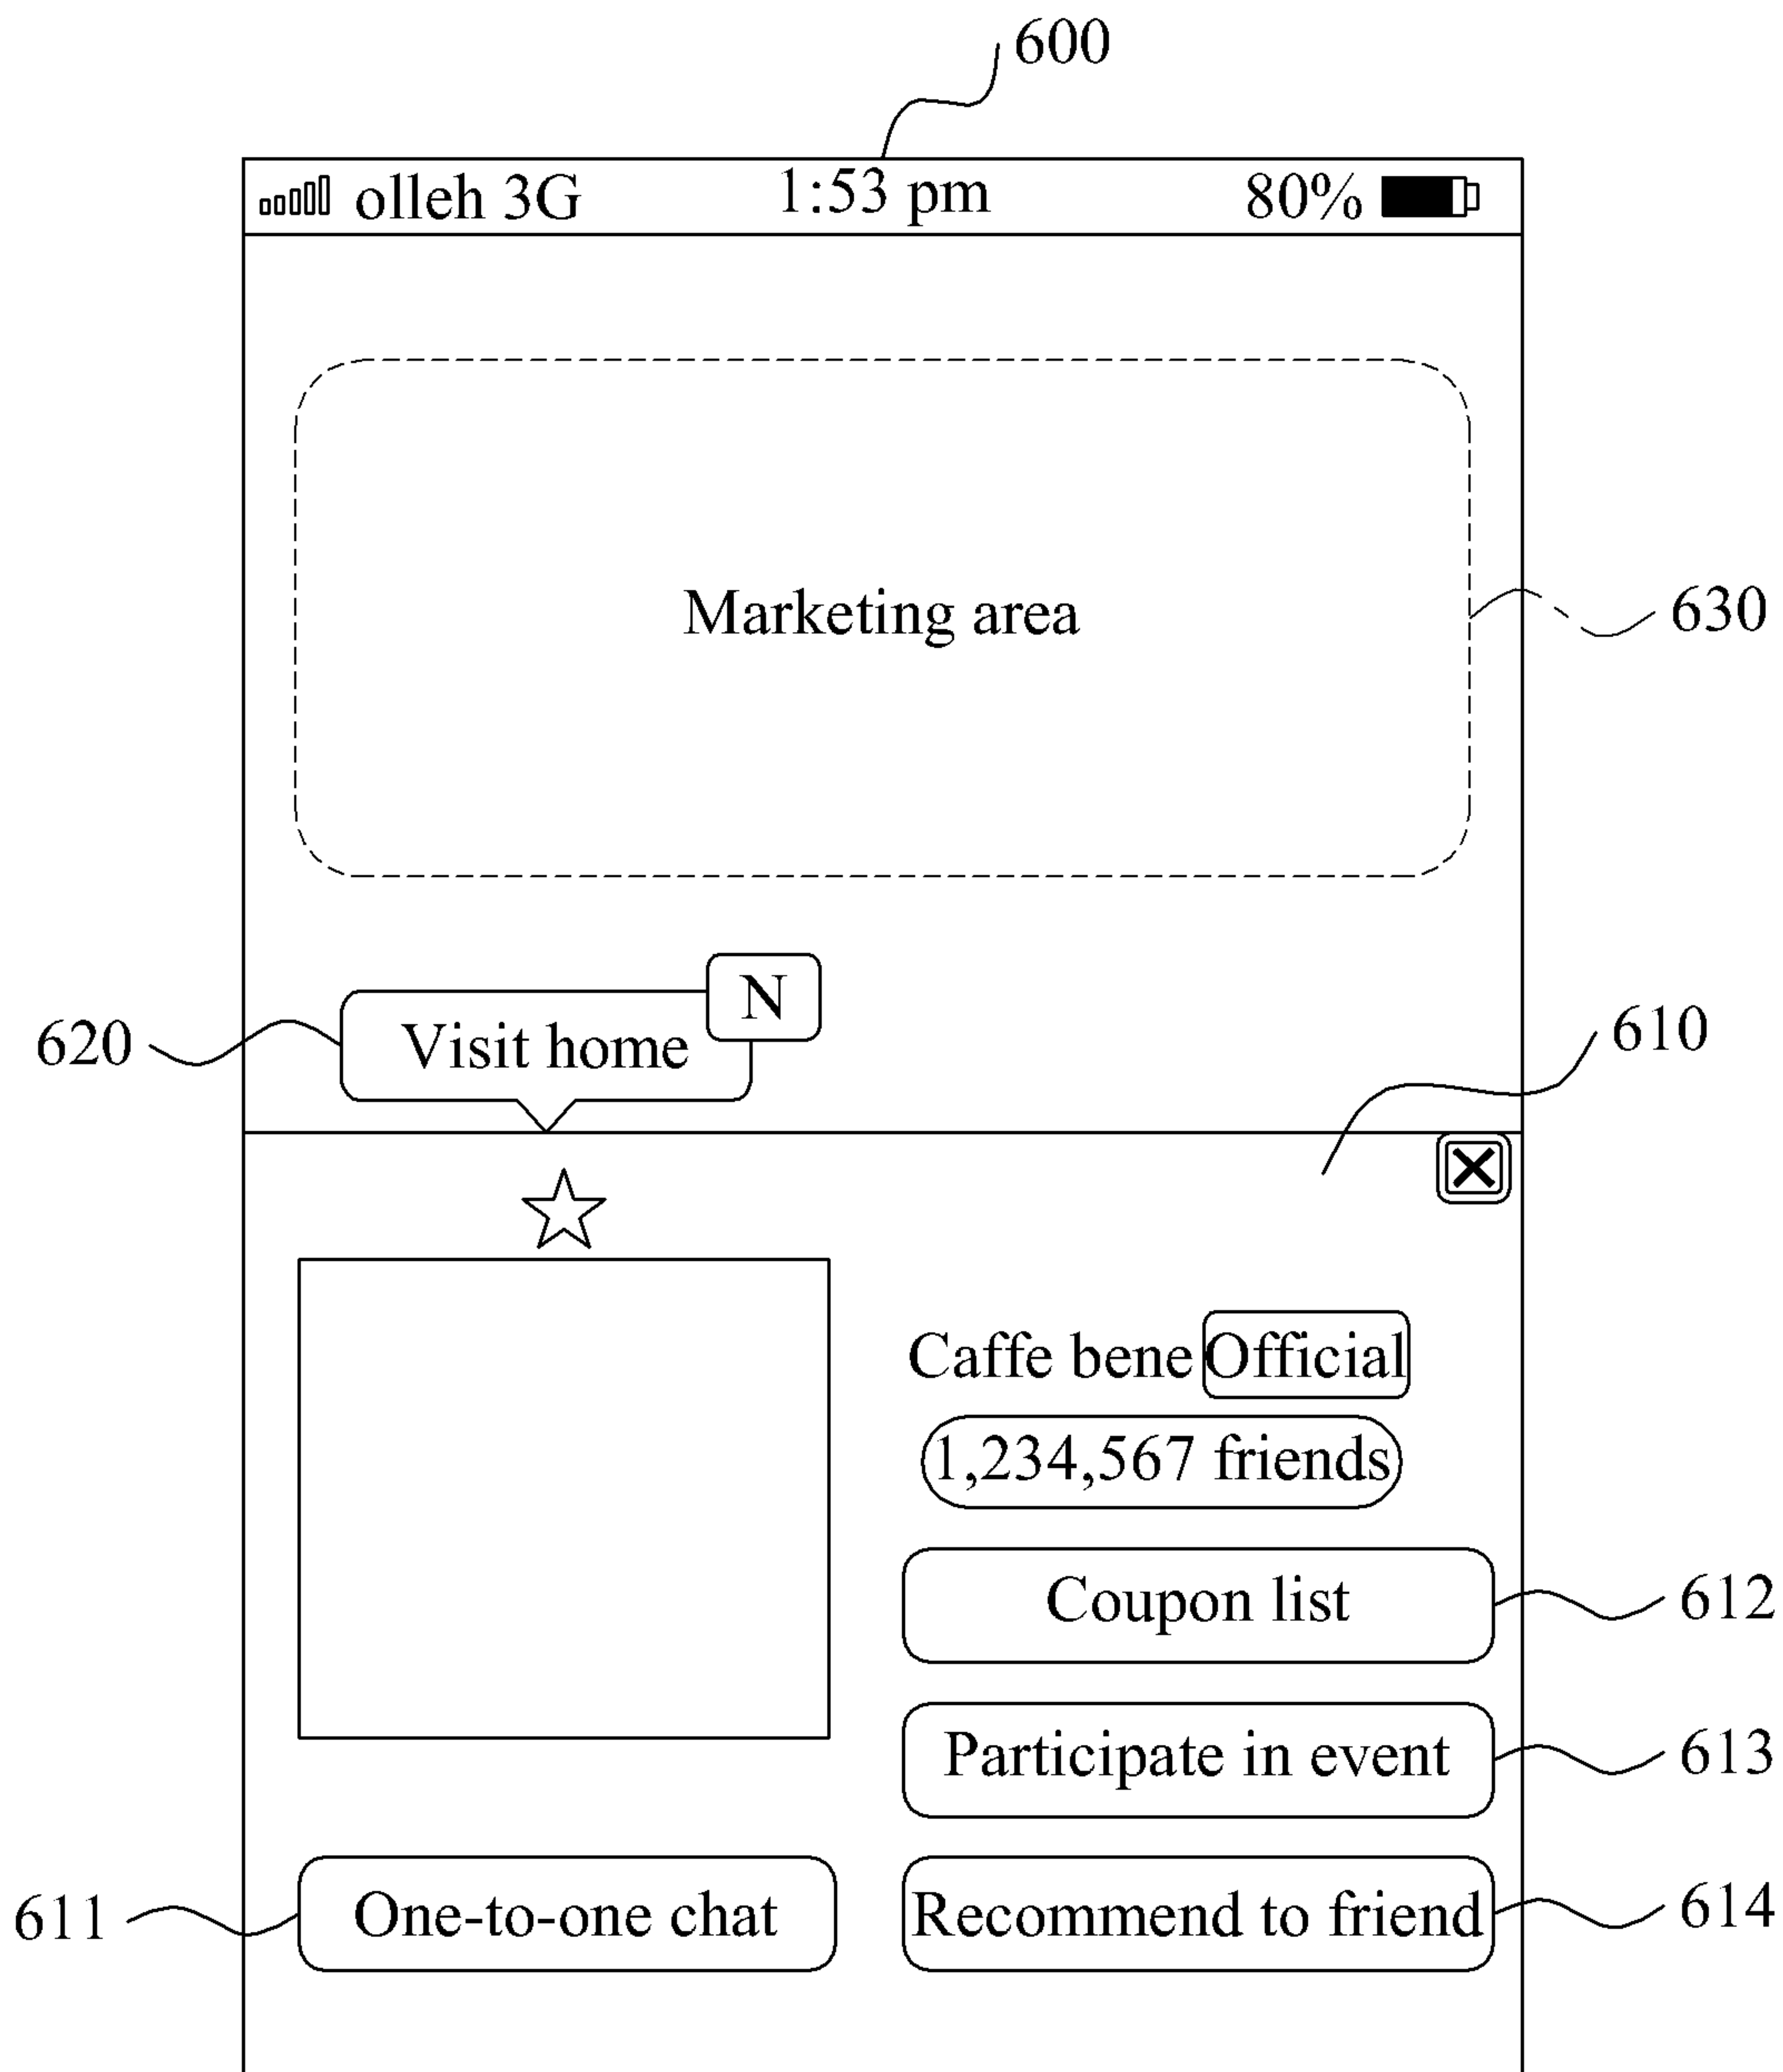 600
olleh 3G 1:53 pm 80%
Marketing area
630
N
620
Visit home
610
Caffe bene Official
1,234,567 friends
Coupon list
612
Participate in event
613
611
One-to-one chat
Recommend to friend
614